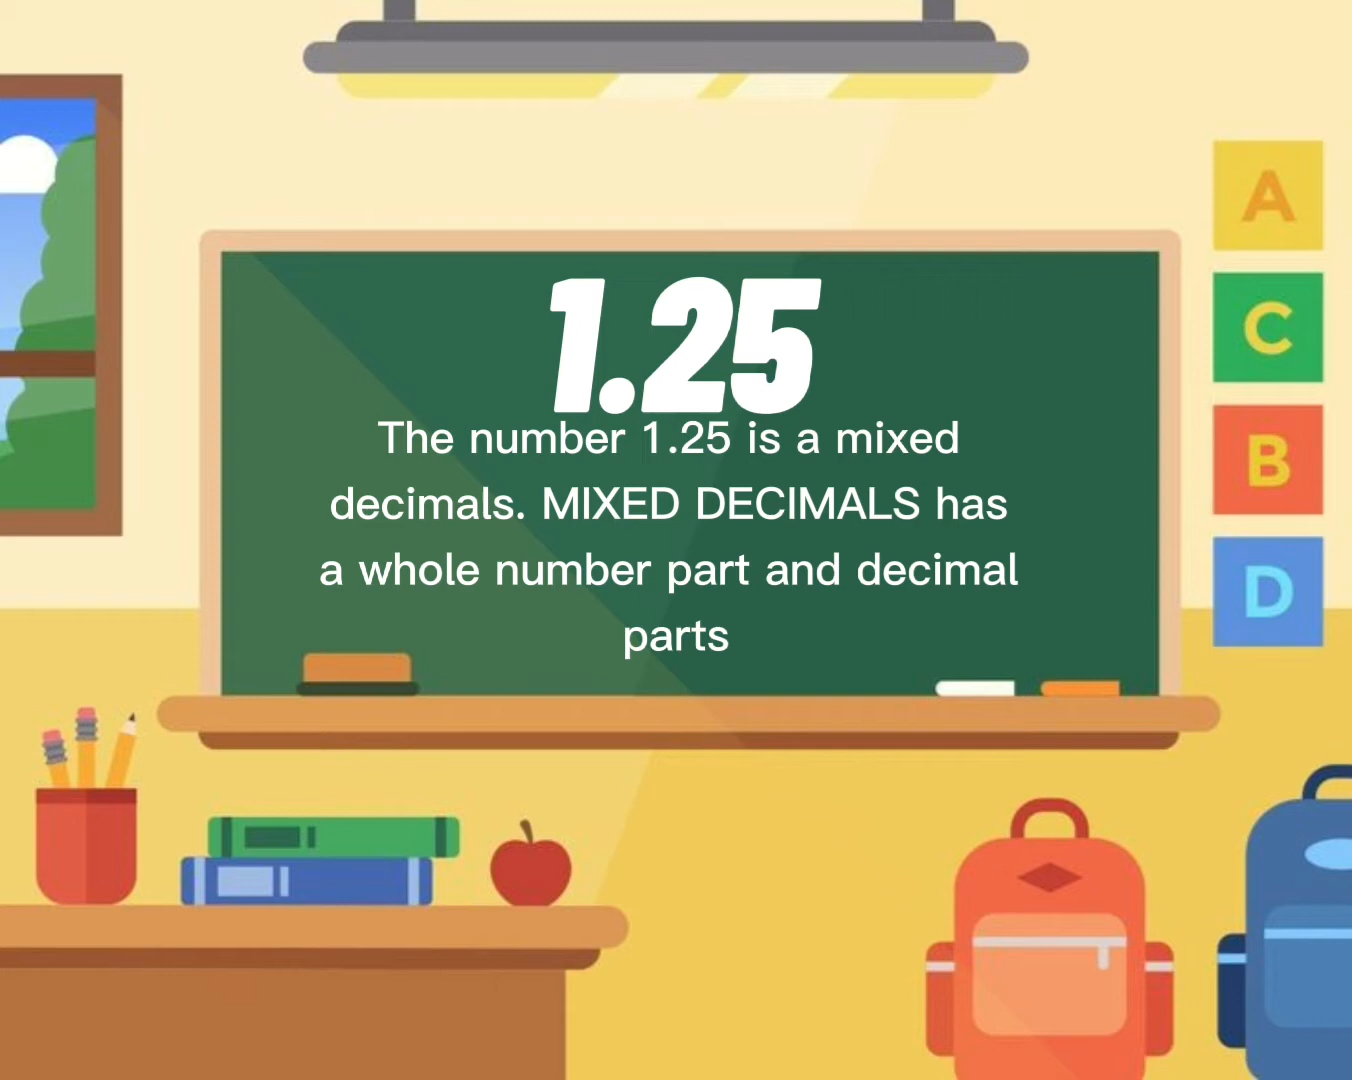 1.25
The number 1.25 is a mixed
decimals. MIXED DECIMALS has
a whole number part and decimal
parts
A
C
B
D